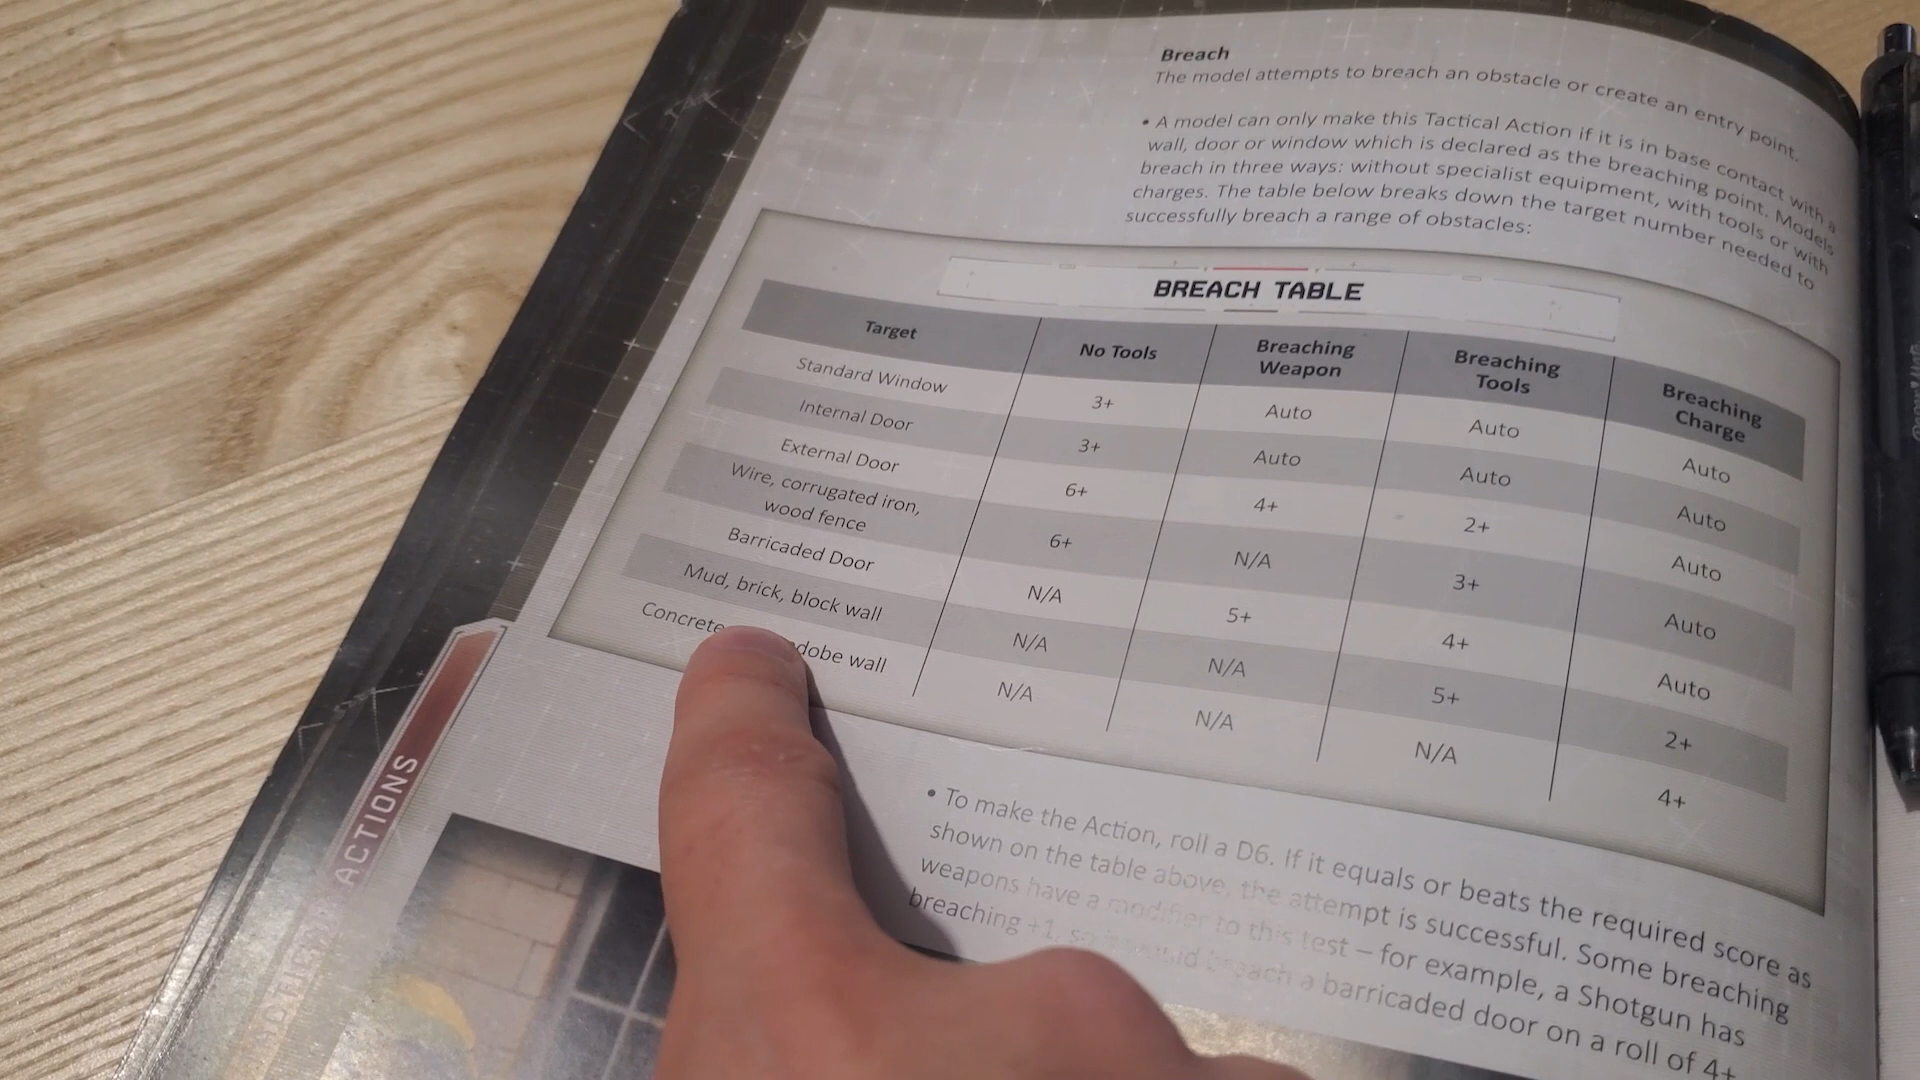 Breach
The model attempts to breach an obstacle or create an entry point.
• A model can only make this Tactical Action if it is in base contact with a
wall, door or window which is declared as the breaching point. Models
breach in three ways: without specialist equipment, with tools or with
charges. The table below breaks down the target number needed to
successfully breach a range of obstacles:
BREACH TABLE
Target No Tools Breaching Weapon Breaching Tools Breaching Charge
Standard Window 3+ Auto Auto Auto
Internal Door 3+ Auto Auto Auto
External Door 6+ 4+ 2+ Auto
Wire, corrugated iron,
wood fence 6+ N/A 3+ Auto
Barricaded Door N/A 5+ 4+ Auto
Mud, brick, block wall N/A N/A 5+ 2+
Concrete wall N/A N/A N/A 4+
• To make the Action, roll a D6. If it equals or beats the required score as
shown on the table above, the attempt is successful. Some breaching
weapons have a modifier to this test – for example, a Shotgun has
breaching +1, so it would breach a barricaded door on a roll of 4+
ACTIONS